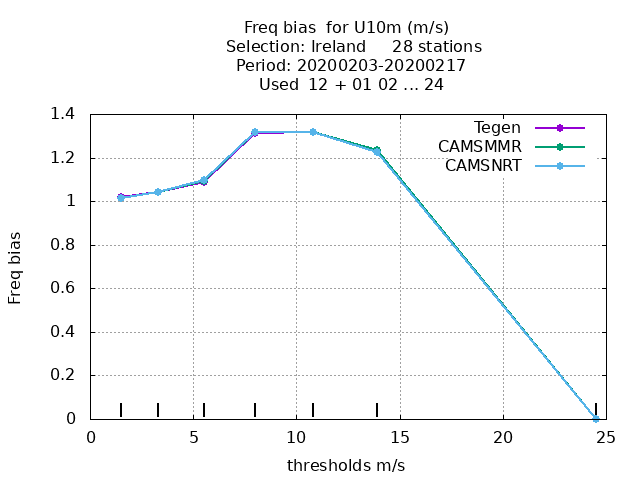 Freq bias  for U10m (m/s)
Selection: Ireland     28 stations
Period: 20200203-20200217
Used  12 + 01 02 ... 24
Tegen
CAMSMMR
CAMSNRT
1.4
1.2
1
0.8
0.6
0.4
0.2
0
Freq bias
0 5 10 15 20 25
thresholds m/s